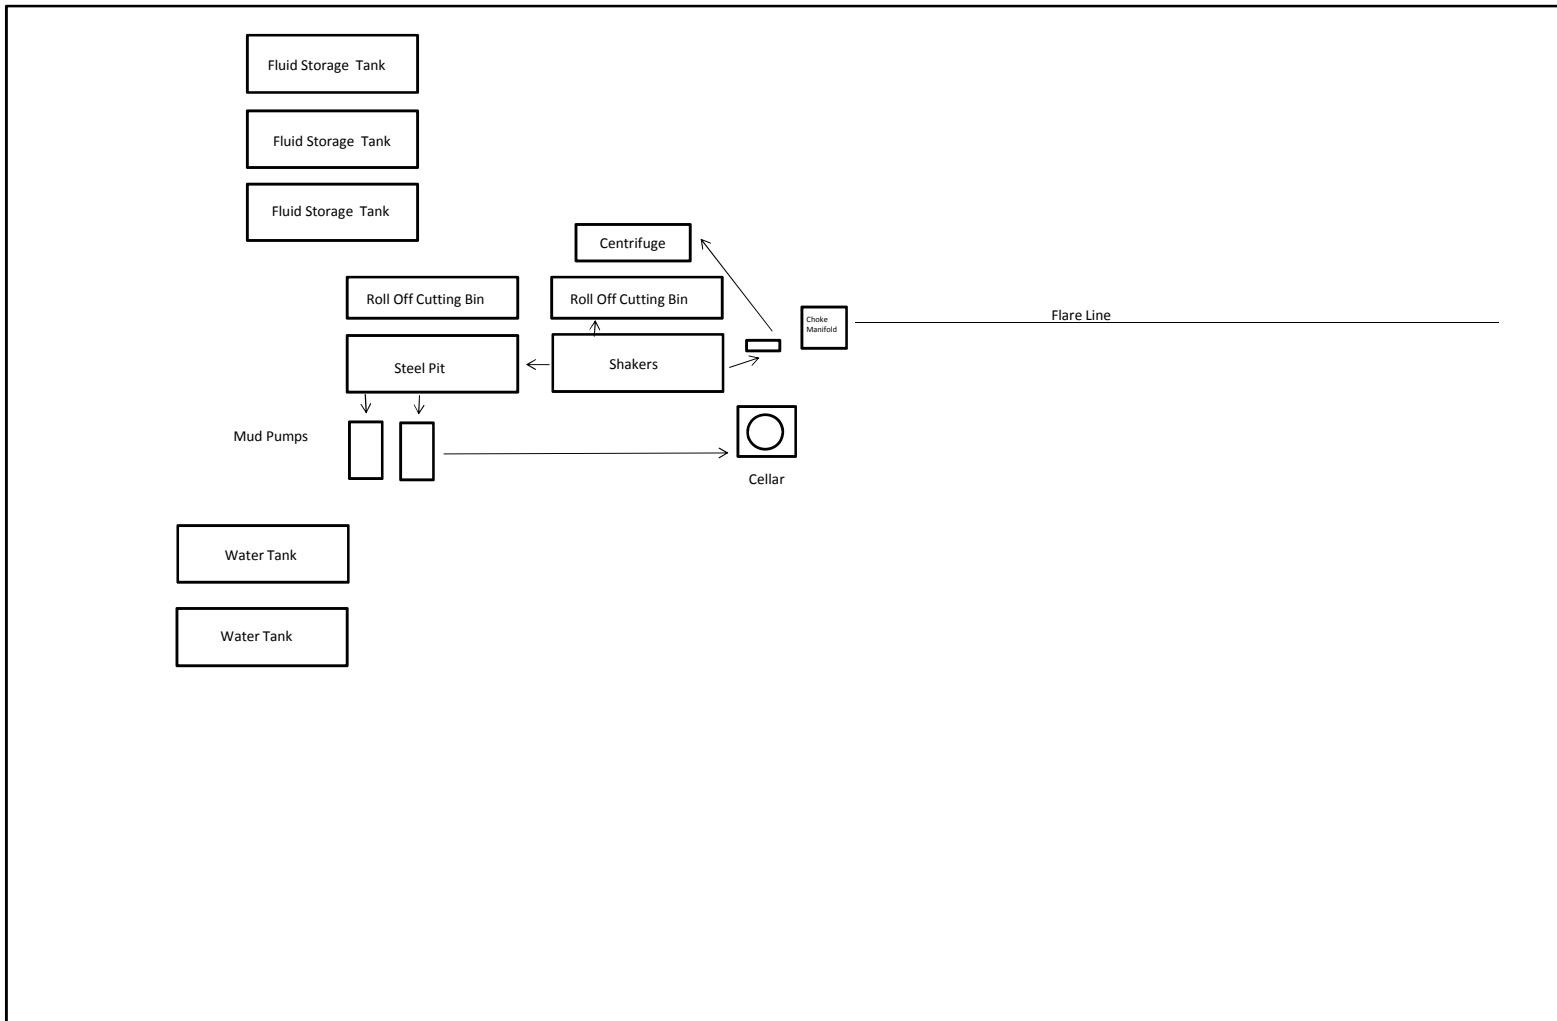 Fluid Storage Tank
Fluid Storage Tank
Fluid Storage Tank
Centrifuge
Roll Off Cutting Bin
Roll Off Cutting Bin
Choke
Manifold
Flare Line
Steel Pit
Shakers
Mud Pumps
Cellar
Water Tank
Water Tank